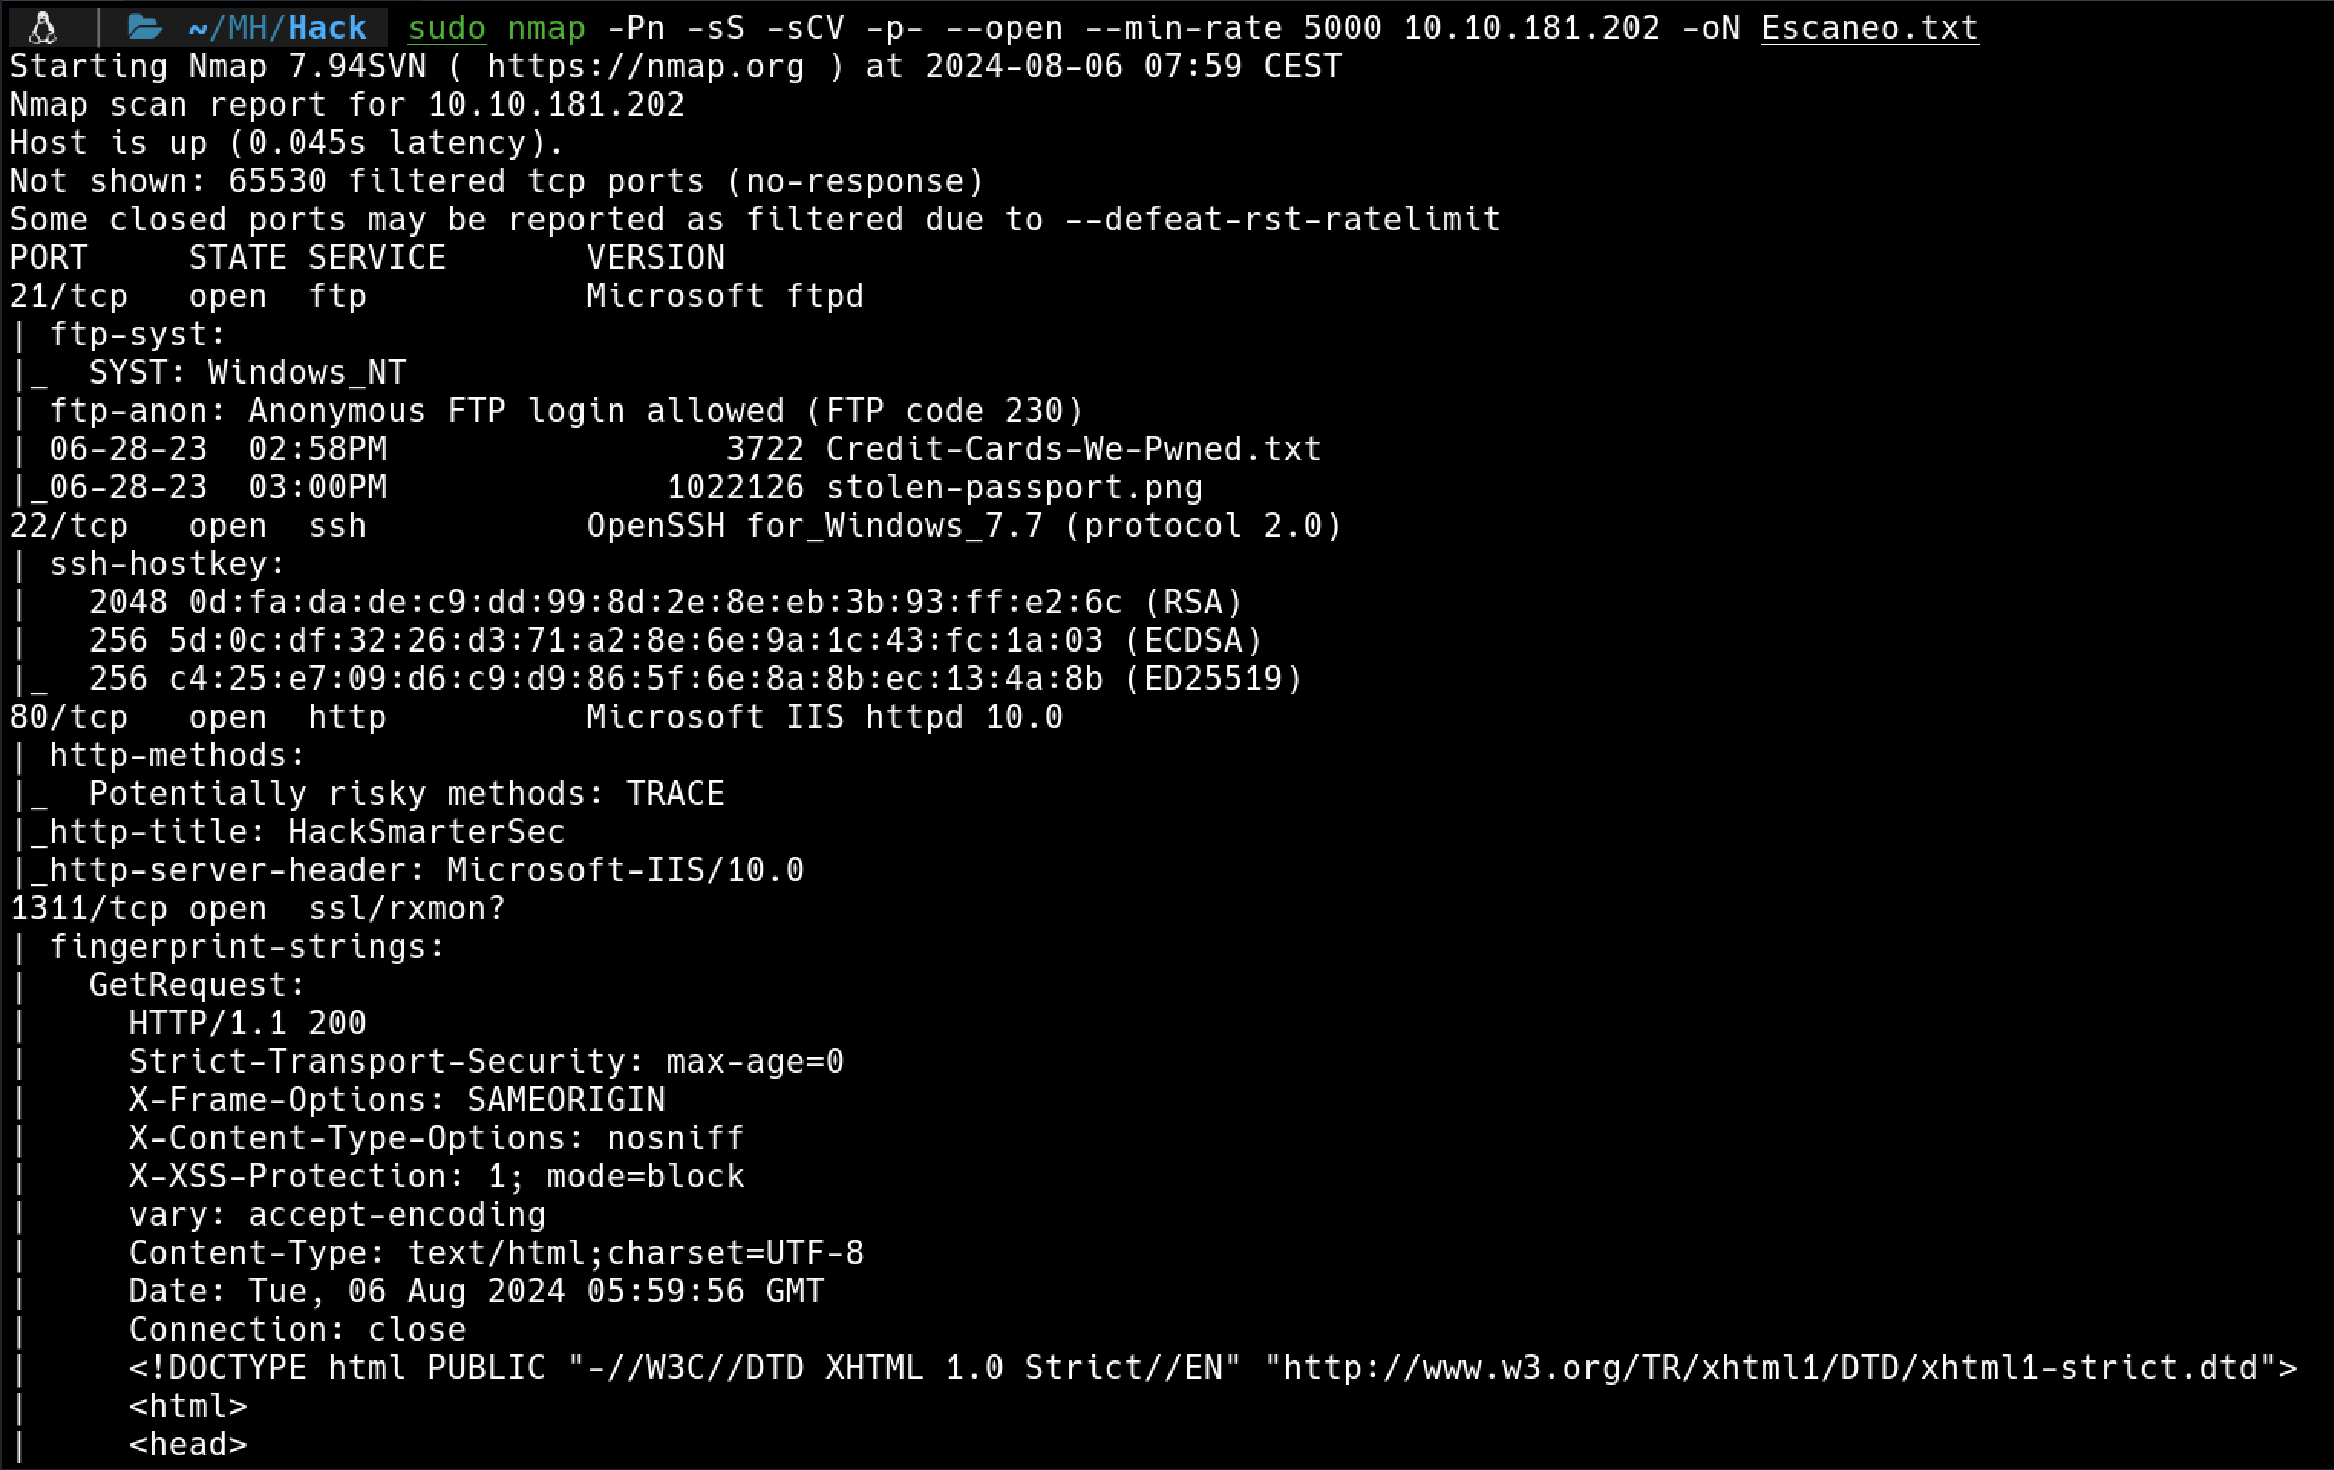 ~/MH/Hack sudo nmap -Pn -sS -sCV -p- --open --min-rate 5000 10.10.181.202 -oN Escaneo.txt
Starting Nmap 7.94SVN ( https://nmap.org ) at 2024-08-06 07:59 CEST
Nmap scan report for 10.10.181.202
Host is up (0.045s latency).
Not shown: 65530 filtered tcp ports (no-response)
Some closed ports may be reported as filtered due to --defeat-rst-ratelimit
PORT     STATE SERVICE       VERSION
21/tcp   open  ftp           Microsoft ftpd
| ftp-syst:
|_  SYST: Windows_NT
| ftp-anon: Anonymous FTP login allowed (FTP code 230)
| 06-28-23  02:58PM                 3722 Credit-Cards-We-Pwned.txt
|_06-28-23  03:00PM              1022126 stolen-passport.png
22/tcp   open  ssh           OpenSSH for_Windows_7.7 (protocol 2.0)
| ssh-hostkey:
|   2048 0d:fa:da:de:c9:dd:99:8d:2e:8e:eb:3b:93:ff:e2:6c (RSA)
|   256 5d:0c:df:32:26:d3:71:a2:8e:6e:9a:1c:43:fc:1a:03 (ECDSA)
|_  256 c4:25:e7:09:d6:c9:d9:86:5f:6e:8a:8b:ec:13:4a:8b (ED25519)
80/tcp   open  http          Microsoft IIS httpd 10.0
| http-methods:
|_  Potentially risky methods: TRACE
|_http-title: HackSmarterSec
|_http-server-header: Microsoft-IIS/10.0
1311/tcp open  ssl/rxmon?
| fingerprint-strings:
|   GetRequest:
|     HTTP/1.1 200
|     Strict-Transport-Security: max-age=0
|     X-Frame-Options: SAMEORIGIN
|     X-Content-Type-Options: nosniff
|     X-XSS-Protection: 1; mode=block
|     vary: accept-encoding
|     Content-Type: text/html;charset=UTF-8
|     Date: Tue, 06 Aug 2024 05:59:56 GMT
|     Connection: close
|     <!DOCTYPE html PUBLIC "-//W3C//DTD XHTML 1.0 Strict//EN" "http://www.w3.org/TR/xhtml1/DTD/xhtml1-strict.dtd">
|     <html>
|     <head>